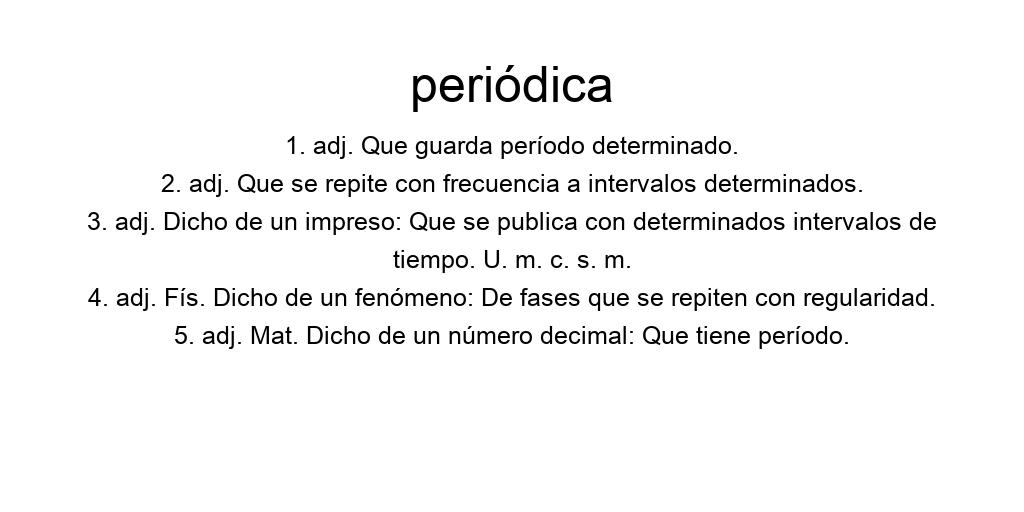 periódica
1. adj. Que guarda período determinado.
2. adj. Que se repite con frecuencia a intervalos determinados.
3. adj. Dicho de un impreso: Que se publica con determinados intervalos de
tiempo. U. m. c. s. m.
4. adj. Fís. Dicho de un fenómeno: De fases que se repiten con regularidad.
5. adj. Mat. Dicho de un número decimal: Que tiene período.